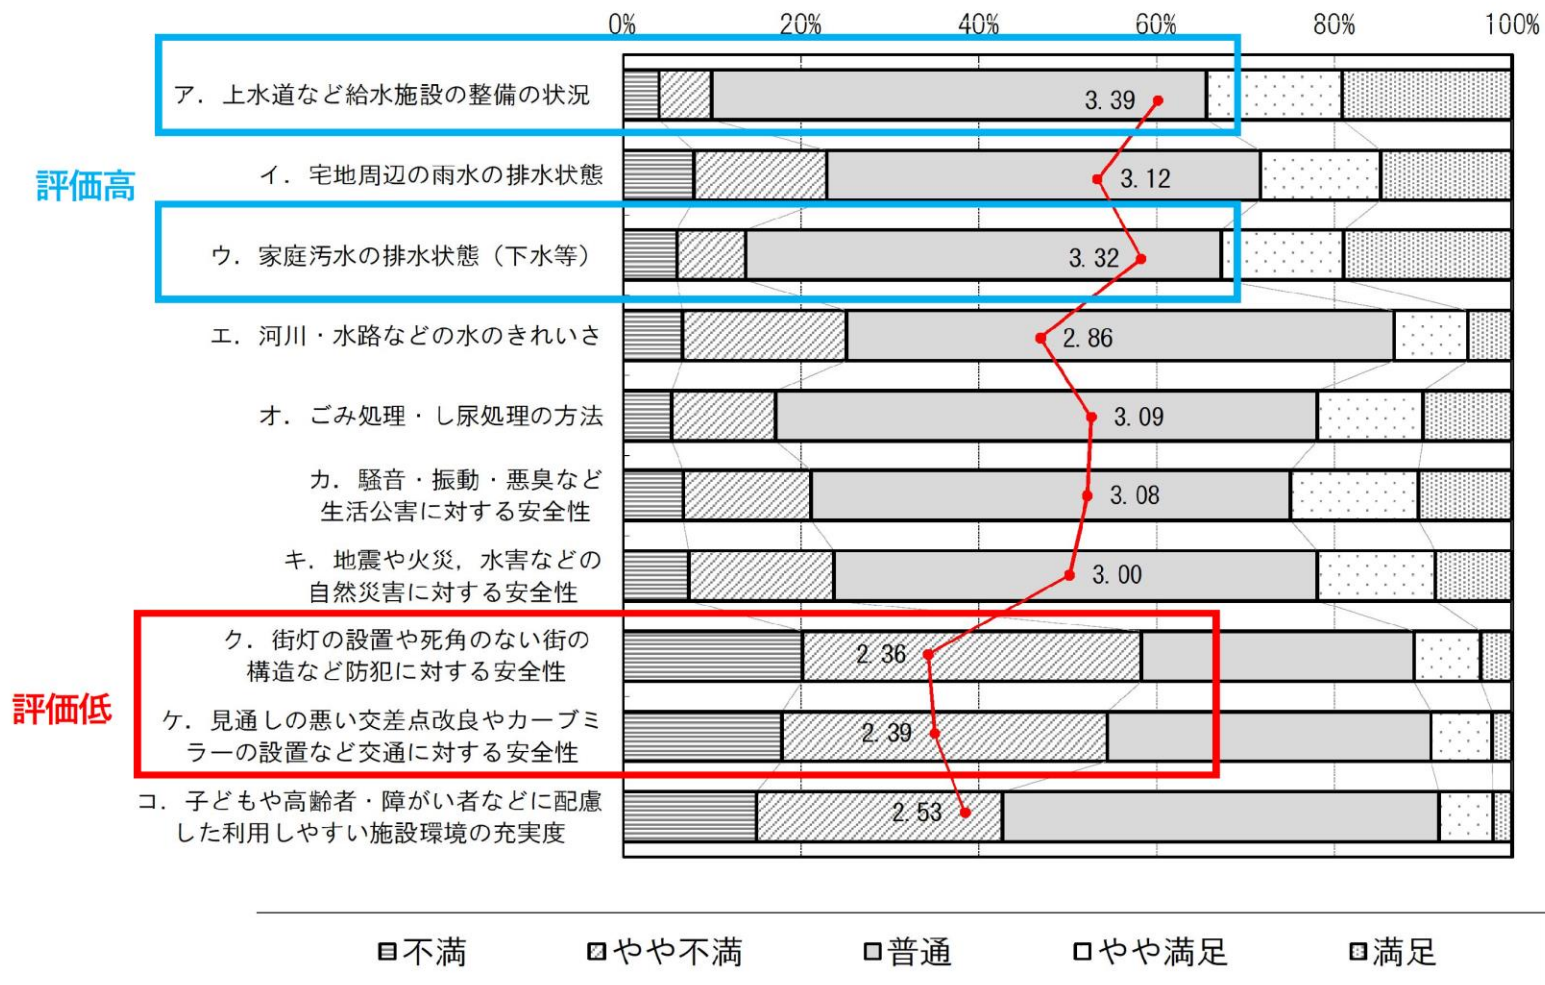 0% 20% 40% 60% 80% 100%
ア．上水道など給水施設の整備の状況
3.39
評価高
イ．宅地周辺の雨水の排水状態
3.12
ウ．家庭汚水の排水状態（下水等）
3.32
エ．河川・水路などの水のきれいさ
2.86
オ．ごみ処理・し尿処理の方法
3.09
カ．騒音・振動・悪臭など
生活公害に対する安全性
3.08
キ．地震や火災，水害などの
自然災害に対する安全性
3.00
ク．街灯の設置や死角のない街の
構造など防犯に対する安全性
2.36
評価低
ケ．見通しの悪い交差点改良やカーブミ
ラーの設置など交通に対する安全性
2.39
コ．子どもや高齢者・障がい者などに配慮
した利用しやすい施設環境の充実度
2.53
不満 やや不満 普通 やや満足 満足